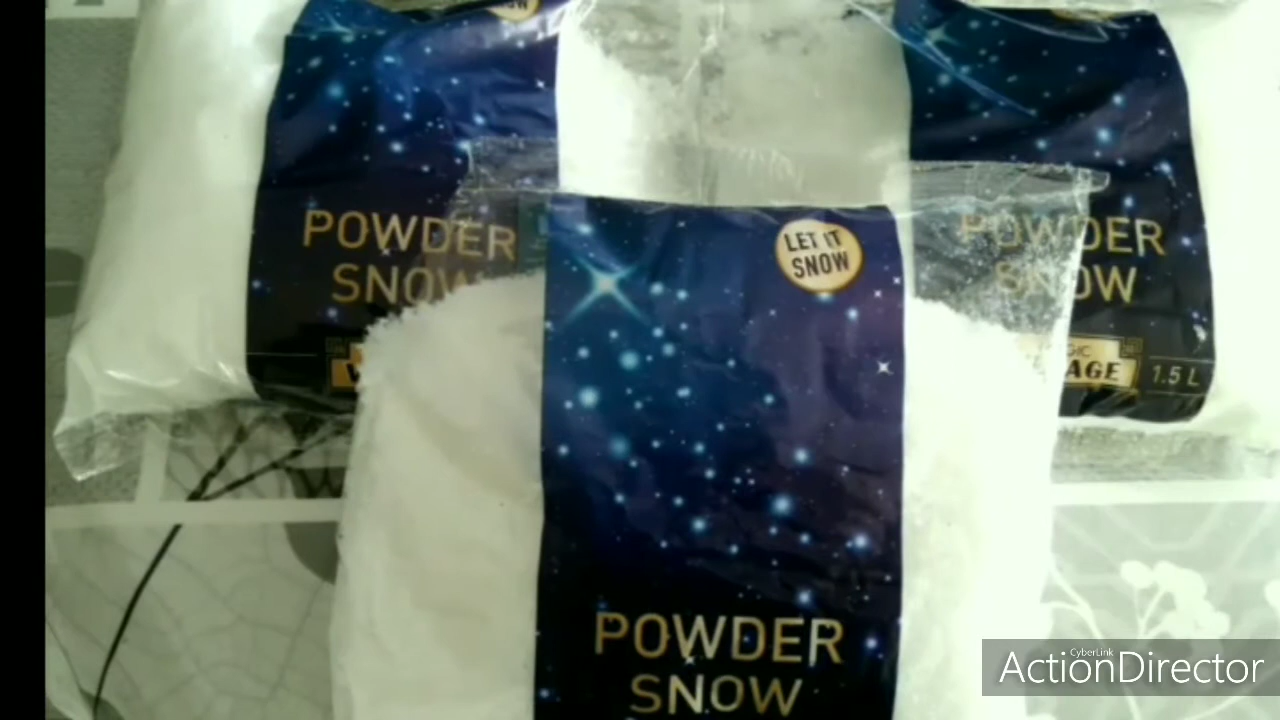 POWDER
SNOW
POWDER
SNOW
AGE
1.5 L
LET IT
SNOW
POWDER
SNOW
CyberLink
ActionDirector